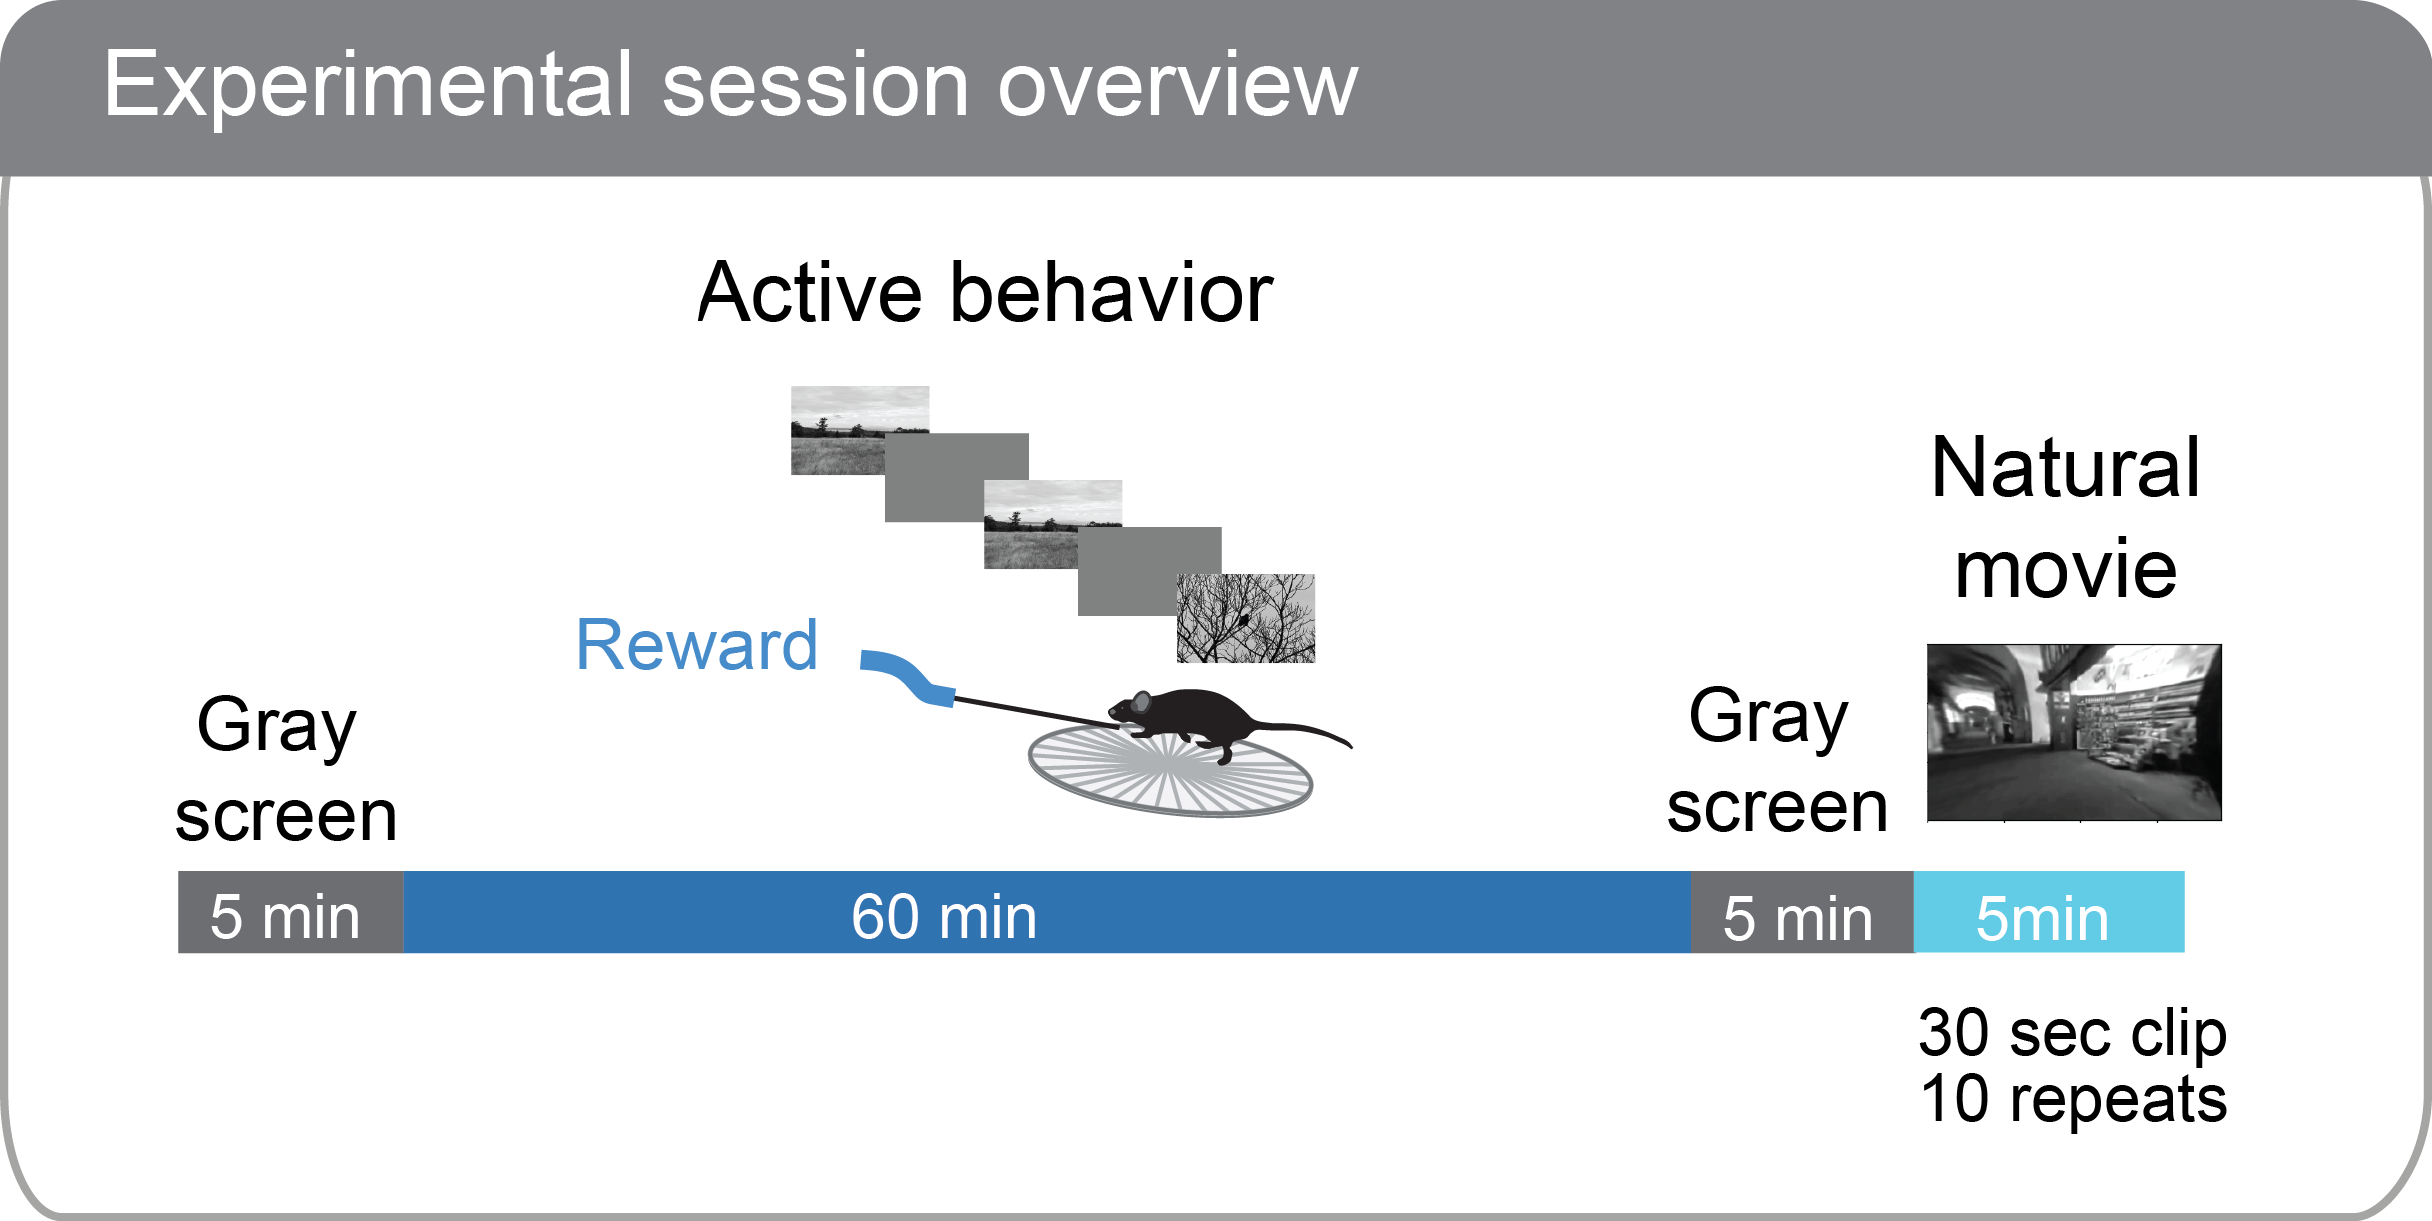 Experimental session overview
Active behavior
Reward
Gray
screen
Gray
screen
Natural
movie
5 min
60 min
5 min
5min
30 sec clip
10 repeats